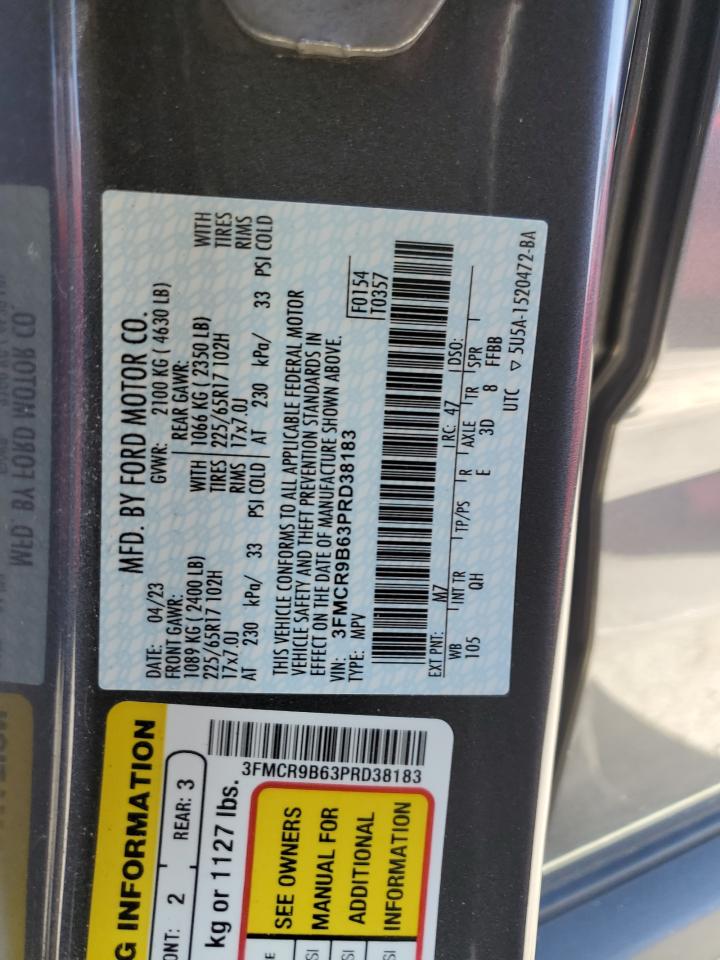 MFD. BY FORD MOTOR CO.
DATE: 04/23 GVWR: 2100 KG ( 4630 LB)
FRONT GAWR: REAR GAWR:
1089 KG ( 2400 LB) WITH 1066 KG ( 2350 LB) WITH
225/65R17 102H TIRES 225/65R17 102H TIRES
17x7.0J RIMS 17x7.0J RIMS
AT 230 kPa/ 33 PSI COLD AT 230 kPa/ 33 PSI COLD
THIS VEHICLE CONFORMS TO ALL APPLICABLE FEDERAL MOTOR
VEHICLE SAFETY AND THEFT PREVENTION STANDARDS IN
EFFECT ON THE DATE OF MANUFACTURE SHOWN ABOVE.
VIN: 3FMCR9B63PRD38183 F0154
TYPE: MPV T0357
EXT PNT: M7 RC: 47 DSO:
WB INT TR TP/PS R AXLE TR SPR
105 QH E 3D 8 FFBB
UTC ▽ 5U5A-1520472-BA
G INFORMATION
ONT: 2 REAR: 3
kg or 1127 lbs.
3FMCR9B63PRD38183
SEE OWNERS
MANUAL FOR
ADDITIONAL
INFORMATION
MFD. BY FORD MOTOR CO.